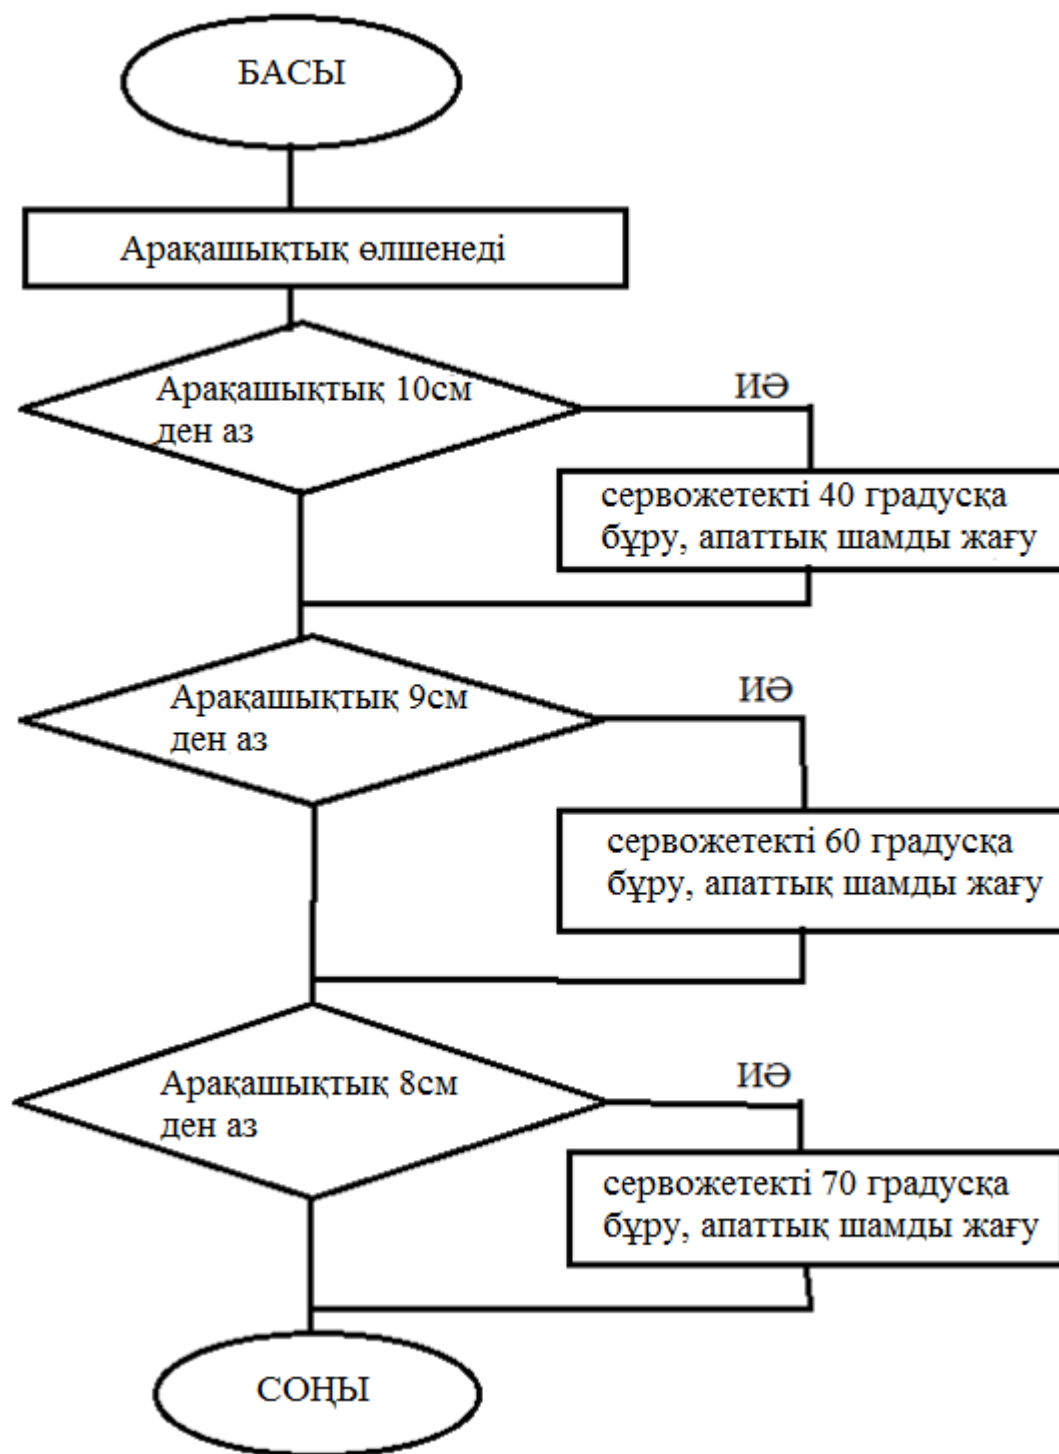 БАСЫ
Арақашықтық өлшенеді
Арақашықтық 10см
ден аз
ИӘ
сервожетекті 40 градусқа
бұру, апаттық шамды жағу
Арақашықтық 9см
ден аз
ИӘ
сервожетекті 60 градусқа
бұру, апаттық шамды жағу
Арақашықтық 8см
ден аз
ИӘ
сервожетекті 70 градусқа
бұру, апаттық шамды жағу
СОҢЫ